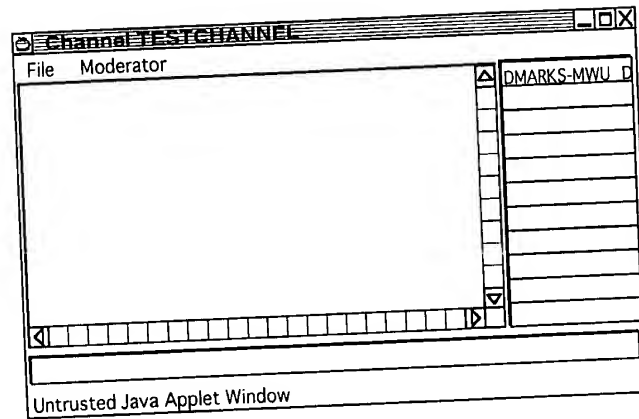 Channel TESTCHANNEL
File Moderator
DMARKS-MWU D
Untrusted Java Applet Window